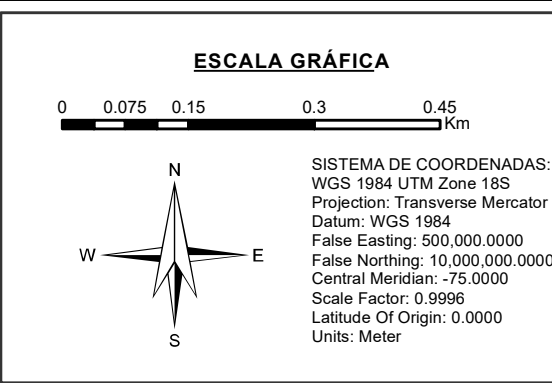 ESCALA GRÁFICA
0 0.075 0.15 0.3 0.45
Km
N
W E
S
SISTEMA DE COORDENADAS:
WGS 1984 UTM Zone 18S
Projection: Transverse Mercator
Datum: WGS 1984
False Easting: 500,000.0000
False Northing: 10,000,000.0000
Central Meridian: -75.0000
Scale Factor: 0.9996
Latitude Of Origin: 0.0000
Units: Meter